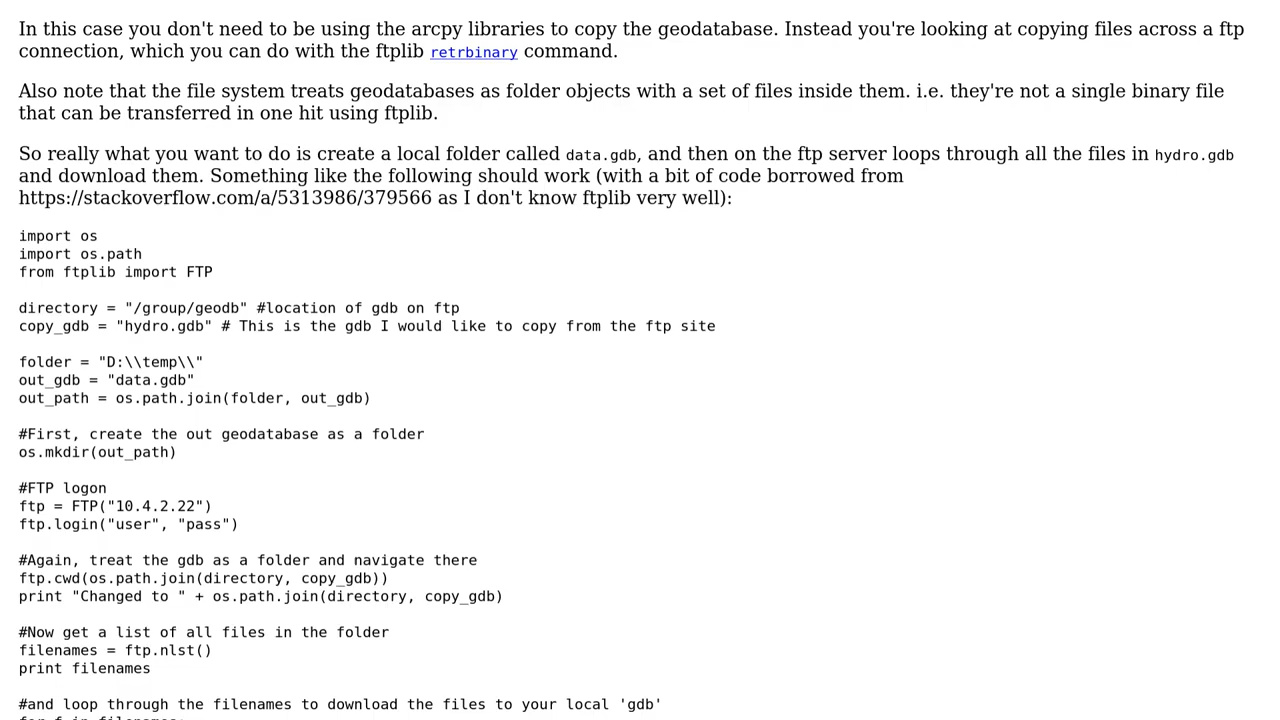 In this case you don't need to be using the arcpy libraries to copy the geodatabase. Instead you're looking at copying files across a ftp
connection, which you can do with the ftplib retrbinary command.
Also note that the file system treats geodatabases as folder objects with a set of files inside them. i.e. they're not a single binary file
that can be transferred in one hit using ftplib.
So really what you want to do is create a local folder called data.gdb, and then on the ftp server loops through all the files in hydro.gdb
and download them. Something like the following should work (with a bit of code borrowed from
https://stackoverflow.com/a/5313986/379566 as I don't know ftplib very well):
import os
import os.path
from ftplib import FTP
directory = "/group/geodb" #location of gdb on ftp
copy_gdb = "hydro.gdb" # This is the gdb I would like to copy from the ftp site
folder = "D:\\temp\\"
out_gdb = "data.gdb"
out_path = os.path.join(folder, out_gdb)
#First, create the out geodatabase as a folder
os.mkdir(out_path)
#FTP logon
ftp = FTP("10.4.2.22")
ftp.login("user", "pass")
#Again, treat the gdb as a folder and navigate there
ftp.cwd(os.path.join(directory, copy_gdb))
print "Changed to " + os.path.join(directory, copy_gdb)
#Now get a list of all files in the folder
filenames = ftp.nlst()
print filenames
#and loop through the filenames to download the files to your local 'gdb'